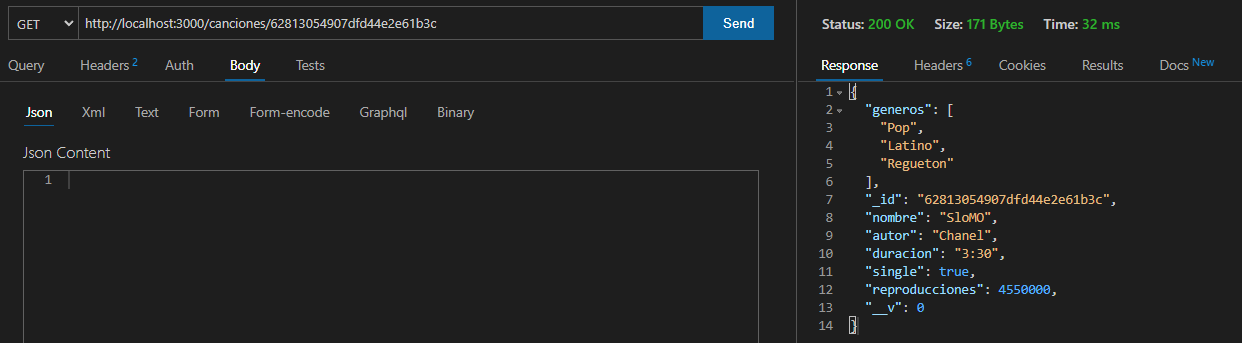 GET http://localhost:3000/canciones/62813054907dfd44e2e61b3c Send
Query Headers 2 Auth Body Tests
Json Xml Text Form Form-encode Graphql Binary
Json Content
1
Status: 200 OK Size: 171 Bytes Time: 32 ms
Response Headers 6 Cookies Results Docs New
1 {
2 "generos": [
3 "Pop",
4 "Latino",
5 "Regueton"
6 ],
7 "_id": "62813054907dfd44e2e61b3c",
8 "nombre": "SloMO",
9 "autor": "Chanel",
10 "duracion": "3:30",
11 "single": true,
12 "reproducciones": 4550000,
13 "__v": 0
14 }